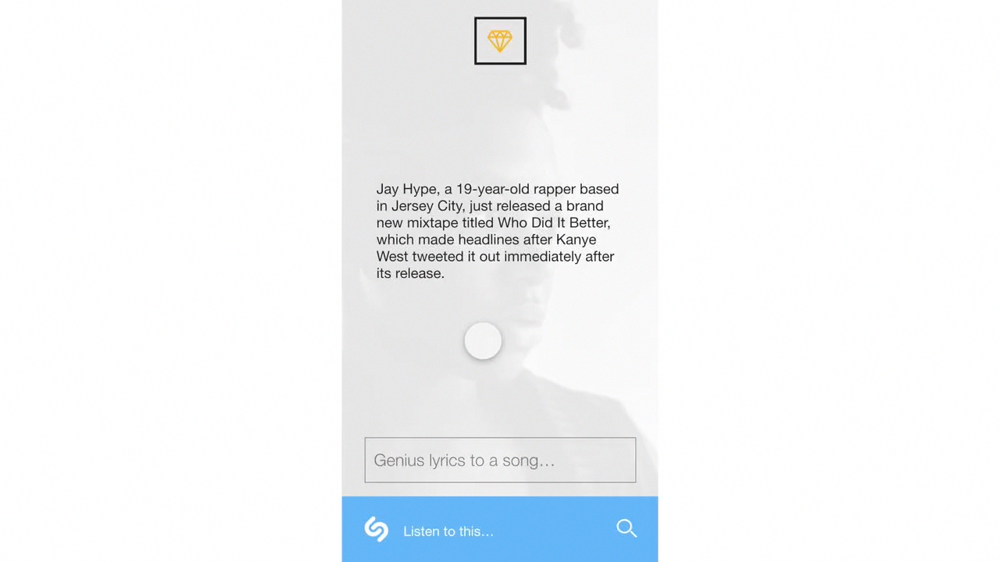 Jay Hype, a 19-year-old rapper based
in Jersey City, just released a brand
new mixtape titled Who Did It Better,
which made headlines after Kanye
West tweeted it out immediately after
its release.
Genius lyrics to a song…
Listen to this…